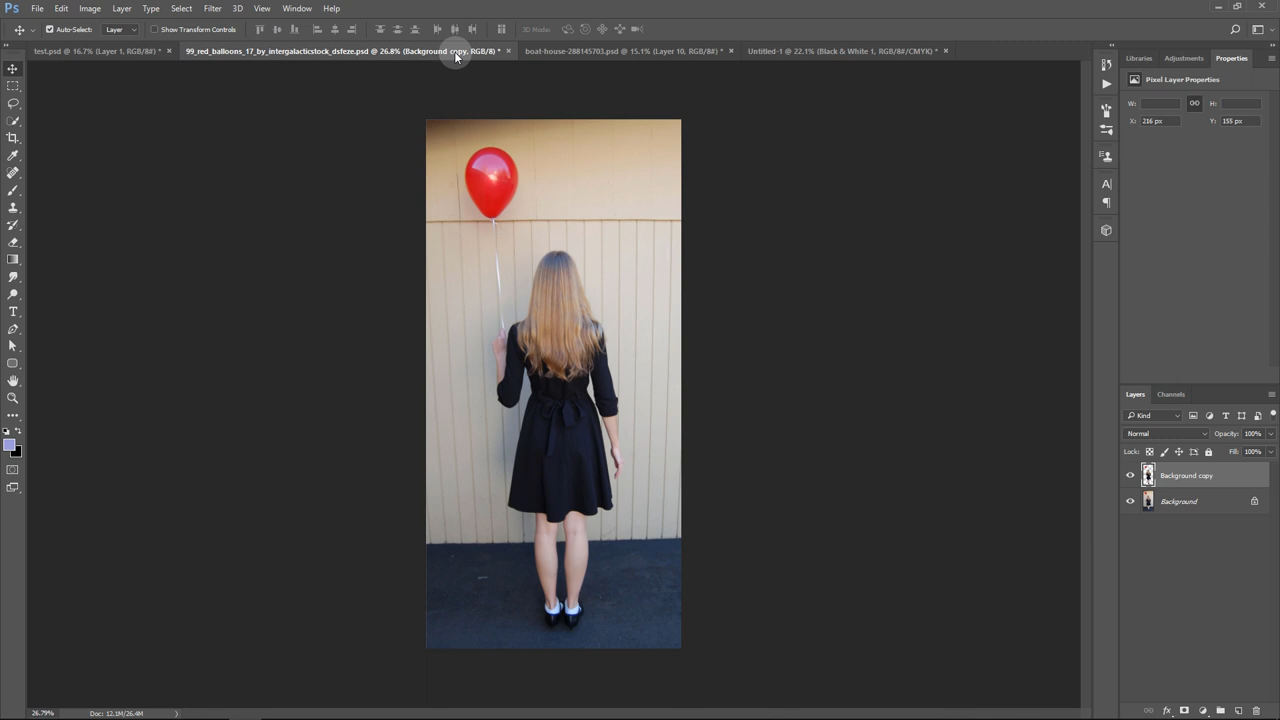 Ps File Edit Image Layer Type Select Filter 3D View Window Help
Auto-Select: Layer Show Transform Controls 3D Mode:
test.psd @ 16.7% (Layer 1, RGB/8#) * × 99_red_balloons_17_by_intergalacticstock_dsfeze.psd @ 26.8% (Background copy, RGB/8) * × boat-house-288145703.psd @ 15.1% (Layer 10, RGB/8#) * × Untitled-1 @ 22.1% (Black & White 1, RGB/8#/CMYK) * ×
Libraries Adjustments Properties
Pixel Layer Properties
W: H:
X: 216 px Y: 155 px
Layers Channels
Kind
Normal Opacity: 100%
Lock: Fill: 100%
Background copy
Background
26.79% Doc: 12.1M/26.4M